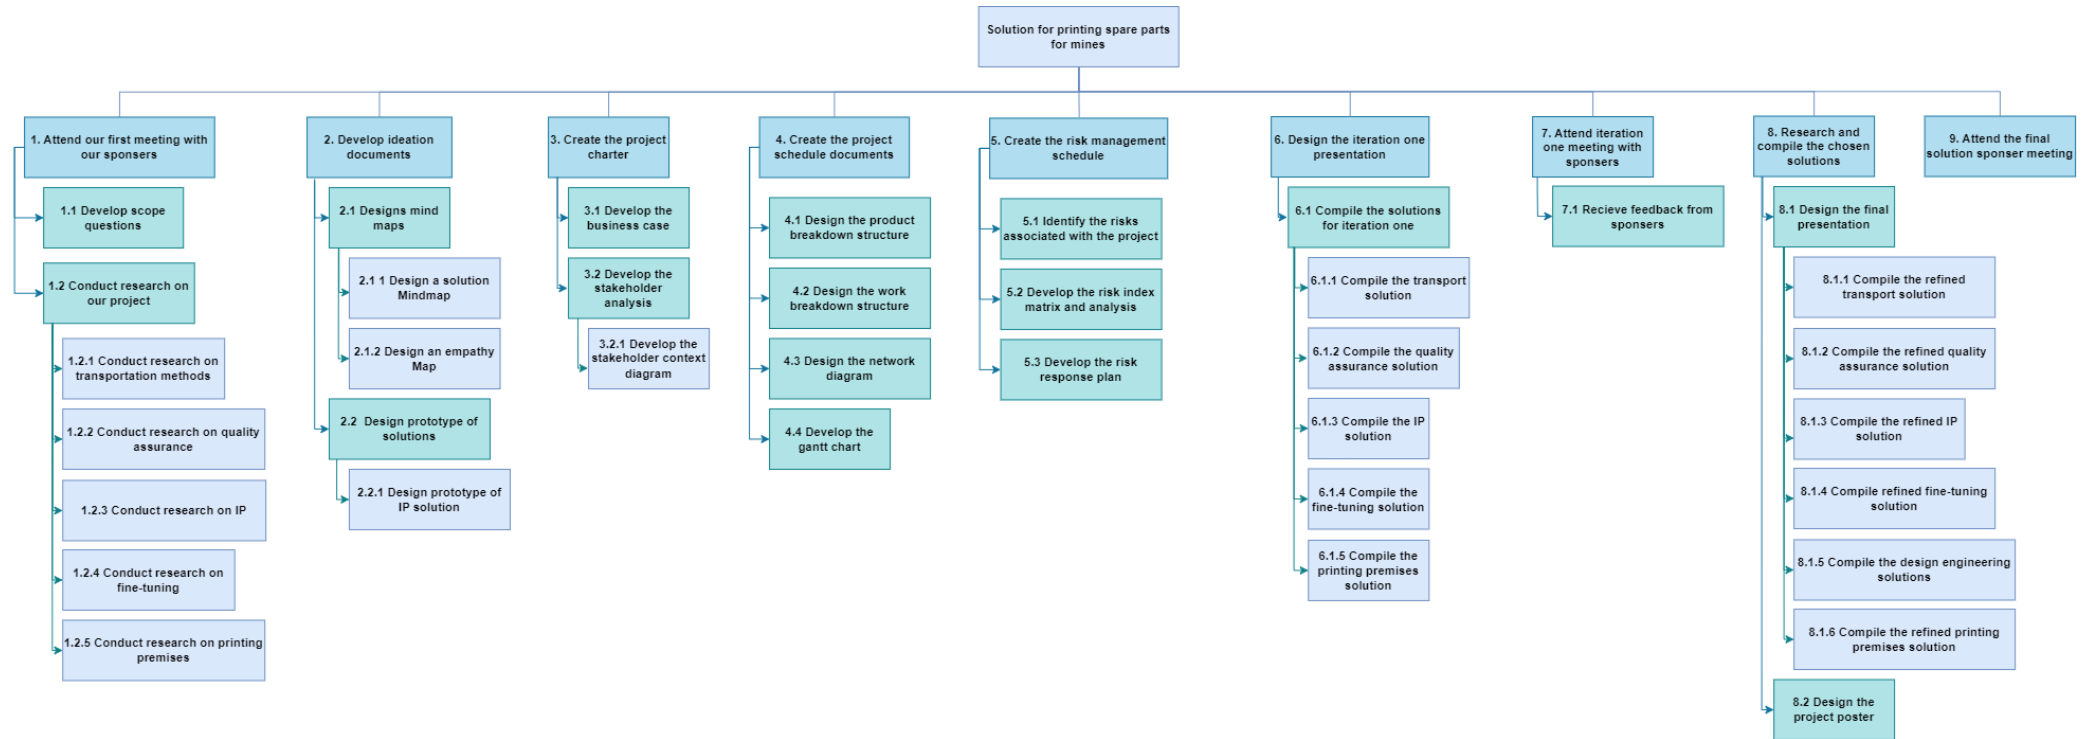 Solution for printing spare parts
for mines
1. Attend our first meeting with
our sponsers
1.1 Develop scope
questions
1.2 Conduct research on
our project
1.2.1 Conduct research on
transportation methods
1.2.2 Conduct research on quality
assurance
1.2.3 Conduct research on IP
1.2.4 Conduct research on
fine-tuning
1.2.5 Conduct research on printing
premises
2. Develop ideation
documents
2.1 Designs mind
maps
2.1 1 Design a solution
Mindmap
2.1.2 Design an empathy
Map
2.2 Design prototype of
solutions
2.2.1 Design prototype of
IP solution
3. Create the project
charter
3.1 Develop the
business case
3.2 Develop the
stakeholder
analysis
3.2.1 Develop the
stakeholder context
diagram
4. Create the project
schedule documents
4.1 Design the product
breakdown structure
4.2 Design the work
breakdown structure
4.3 Design the network
diagram
4.4 Develop the
gantt chart
5. Create the risk management
schedule
5.1 Identify the risks
associated with the project
5.2 Develop the risk index
matrix and analysis
5.3 Develop the risk
response plan
6. Design the iteration one
presentation
6.1 Compile the solutions
for iteration one
6.1.1 Compile the transport
solution
6.1.2 Compile the quality
assurance solution
6.1.3 Compile the IP
solution
6.1.4 Compile the
fine-tuning solution
6.1.5 Compile the
printing premises
solution
7. Attend iteration
one meeting with
sponsers
7.1 Recieve feedback from
sponsers
8. Research and
compile the chosen
solutions
8.1 Design the final
presentation
8.1.1 Compile the refined
transport solution
8.1.2 Compile the refined quality
assurance solution
8.1.3 Compile the refined IP
solution
8.1.4 Compile refined fine-tuning
solution
8.1.5 Compile the design engineering
solutions
8.1.6 Compile the refined printing
premises solution
8.2 Design the
project poster
9. Attend the final
solution sponser meeting